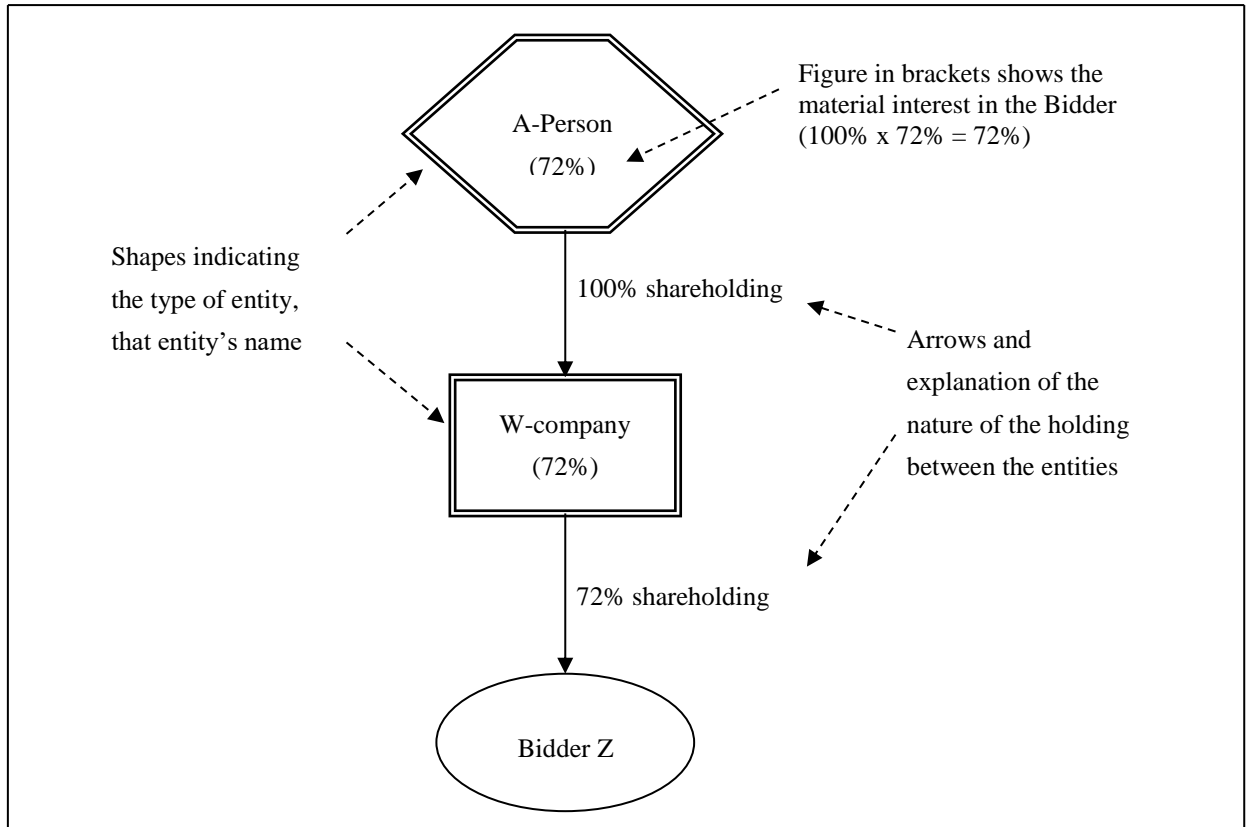 A-Person
(72%)
Figure in brackets shows the
material interest in the Bidder
(100% x 72% = 72%)
Shapes indicating
the type of entity,
that entity’s name
100% shareholding
Arrows and
explanation of the
nature of the holding
between the entities
W-company
(72%)
72% shareholding
Bidder Z